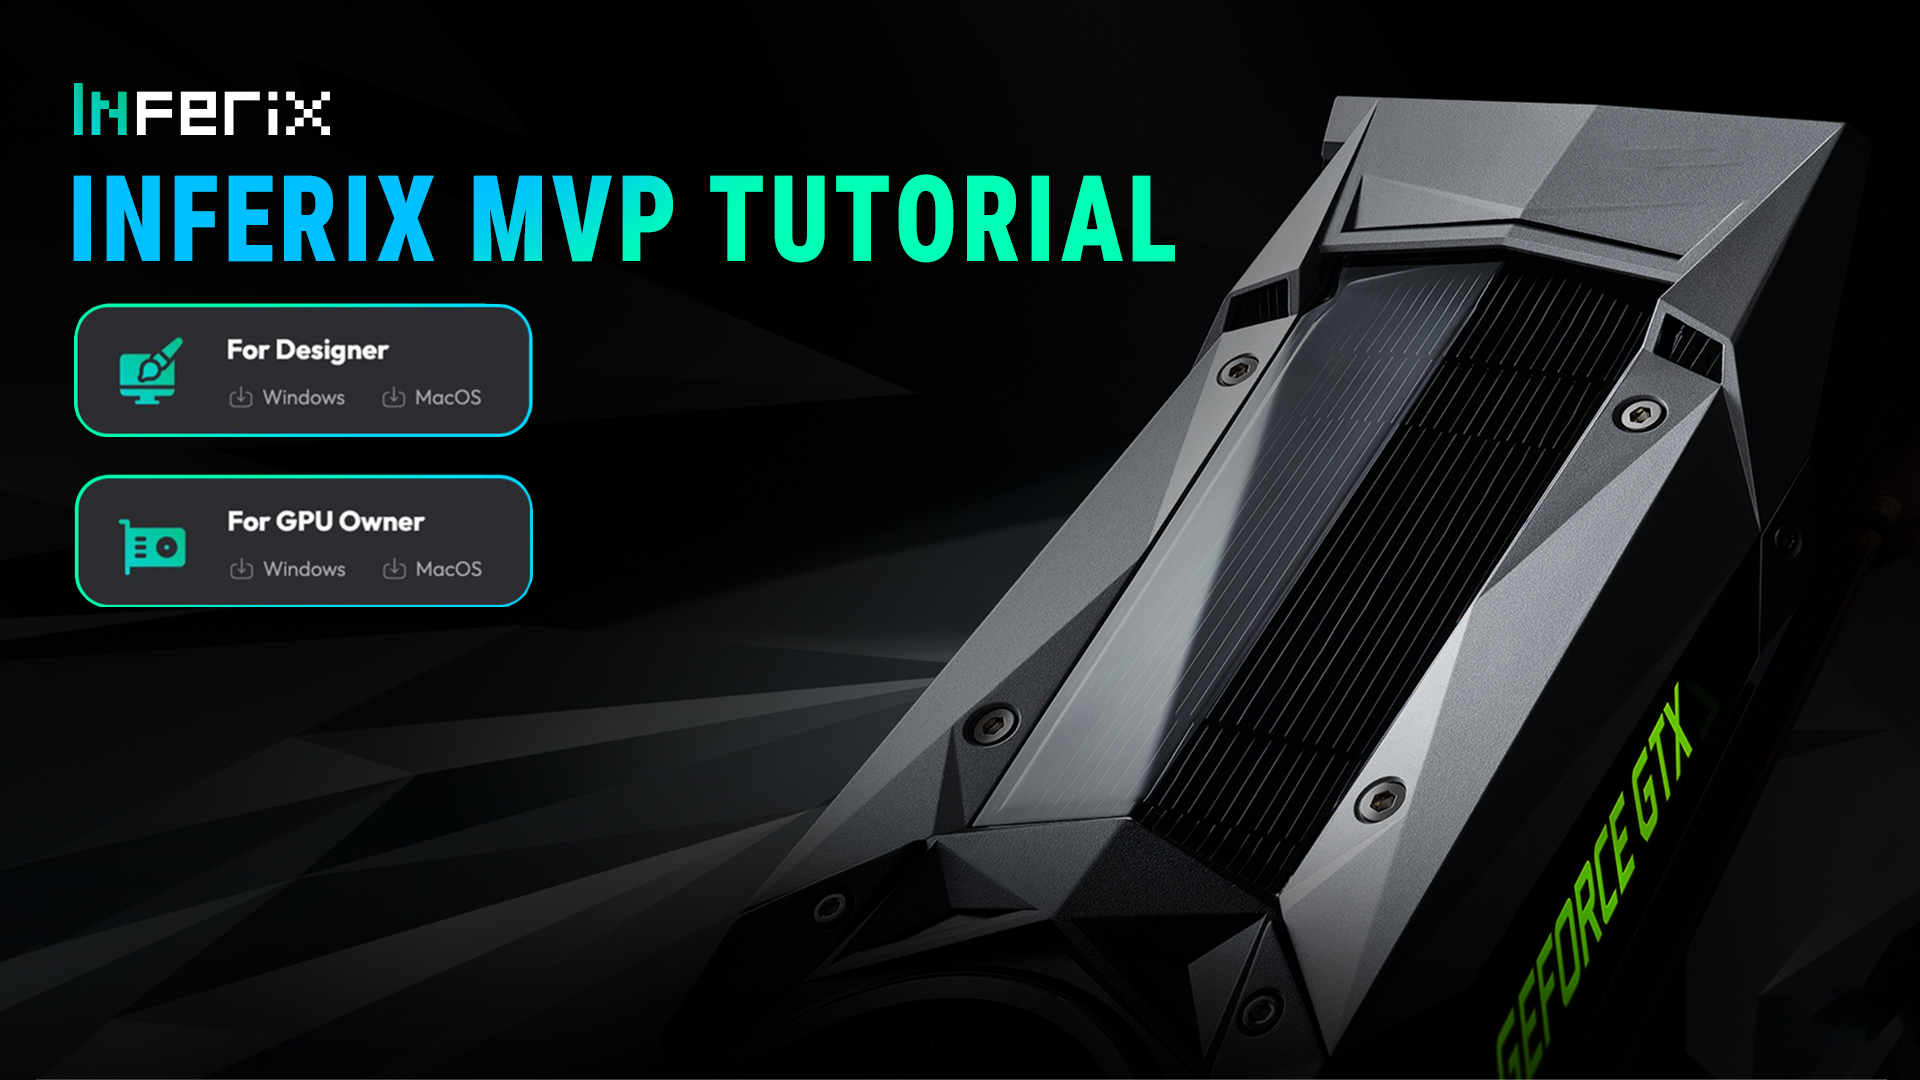 Inferix
INFERIX MVP TUTORIAL
For Designer
Windows MacOS
For GPU Owner
Windows MacOS
GEFORCE GTX